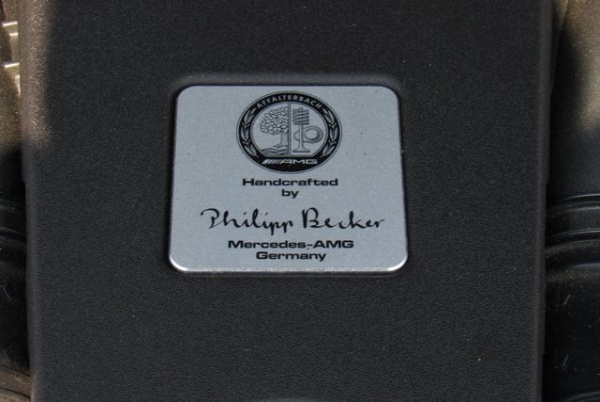 AFFALTERBACH
AMG
Handcrafted
by
Philipp Becker
Mercedes-AMG
Germany